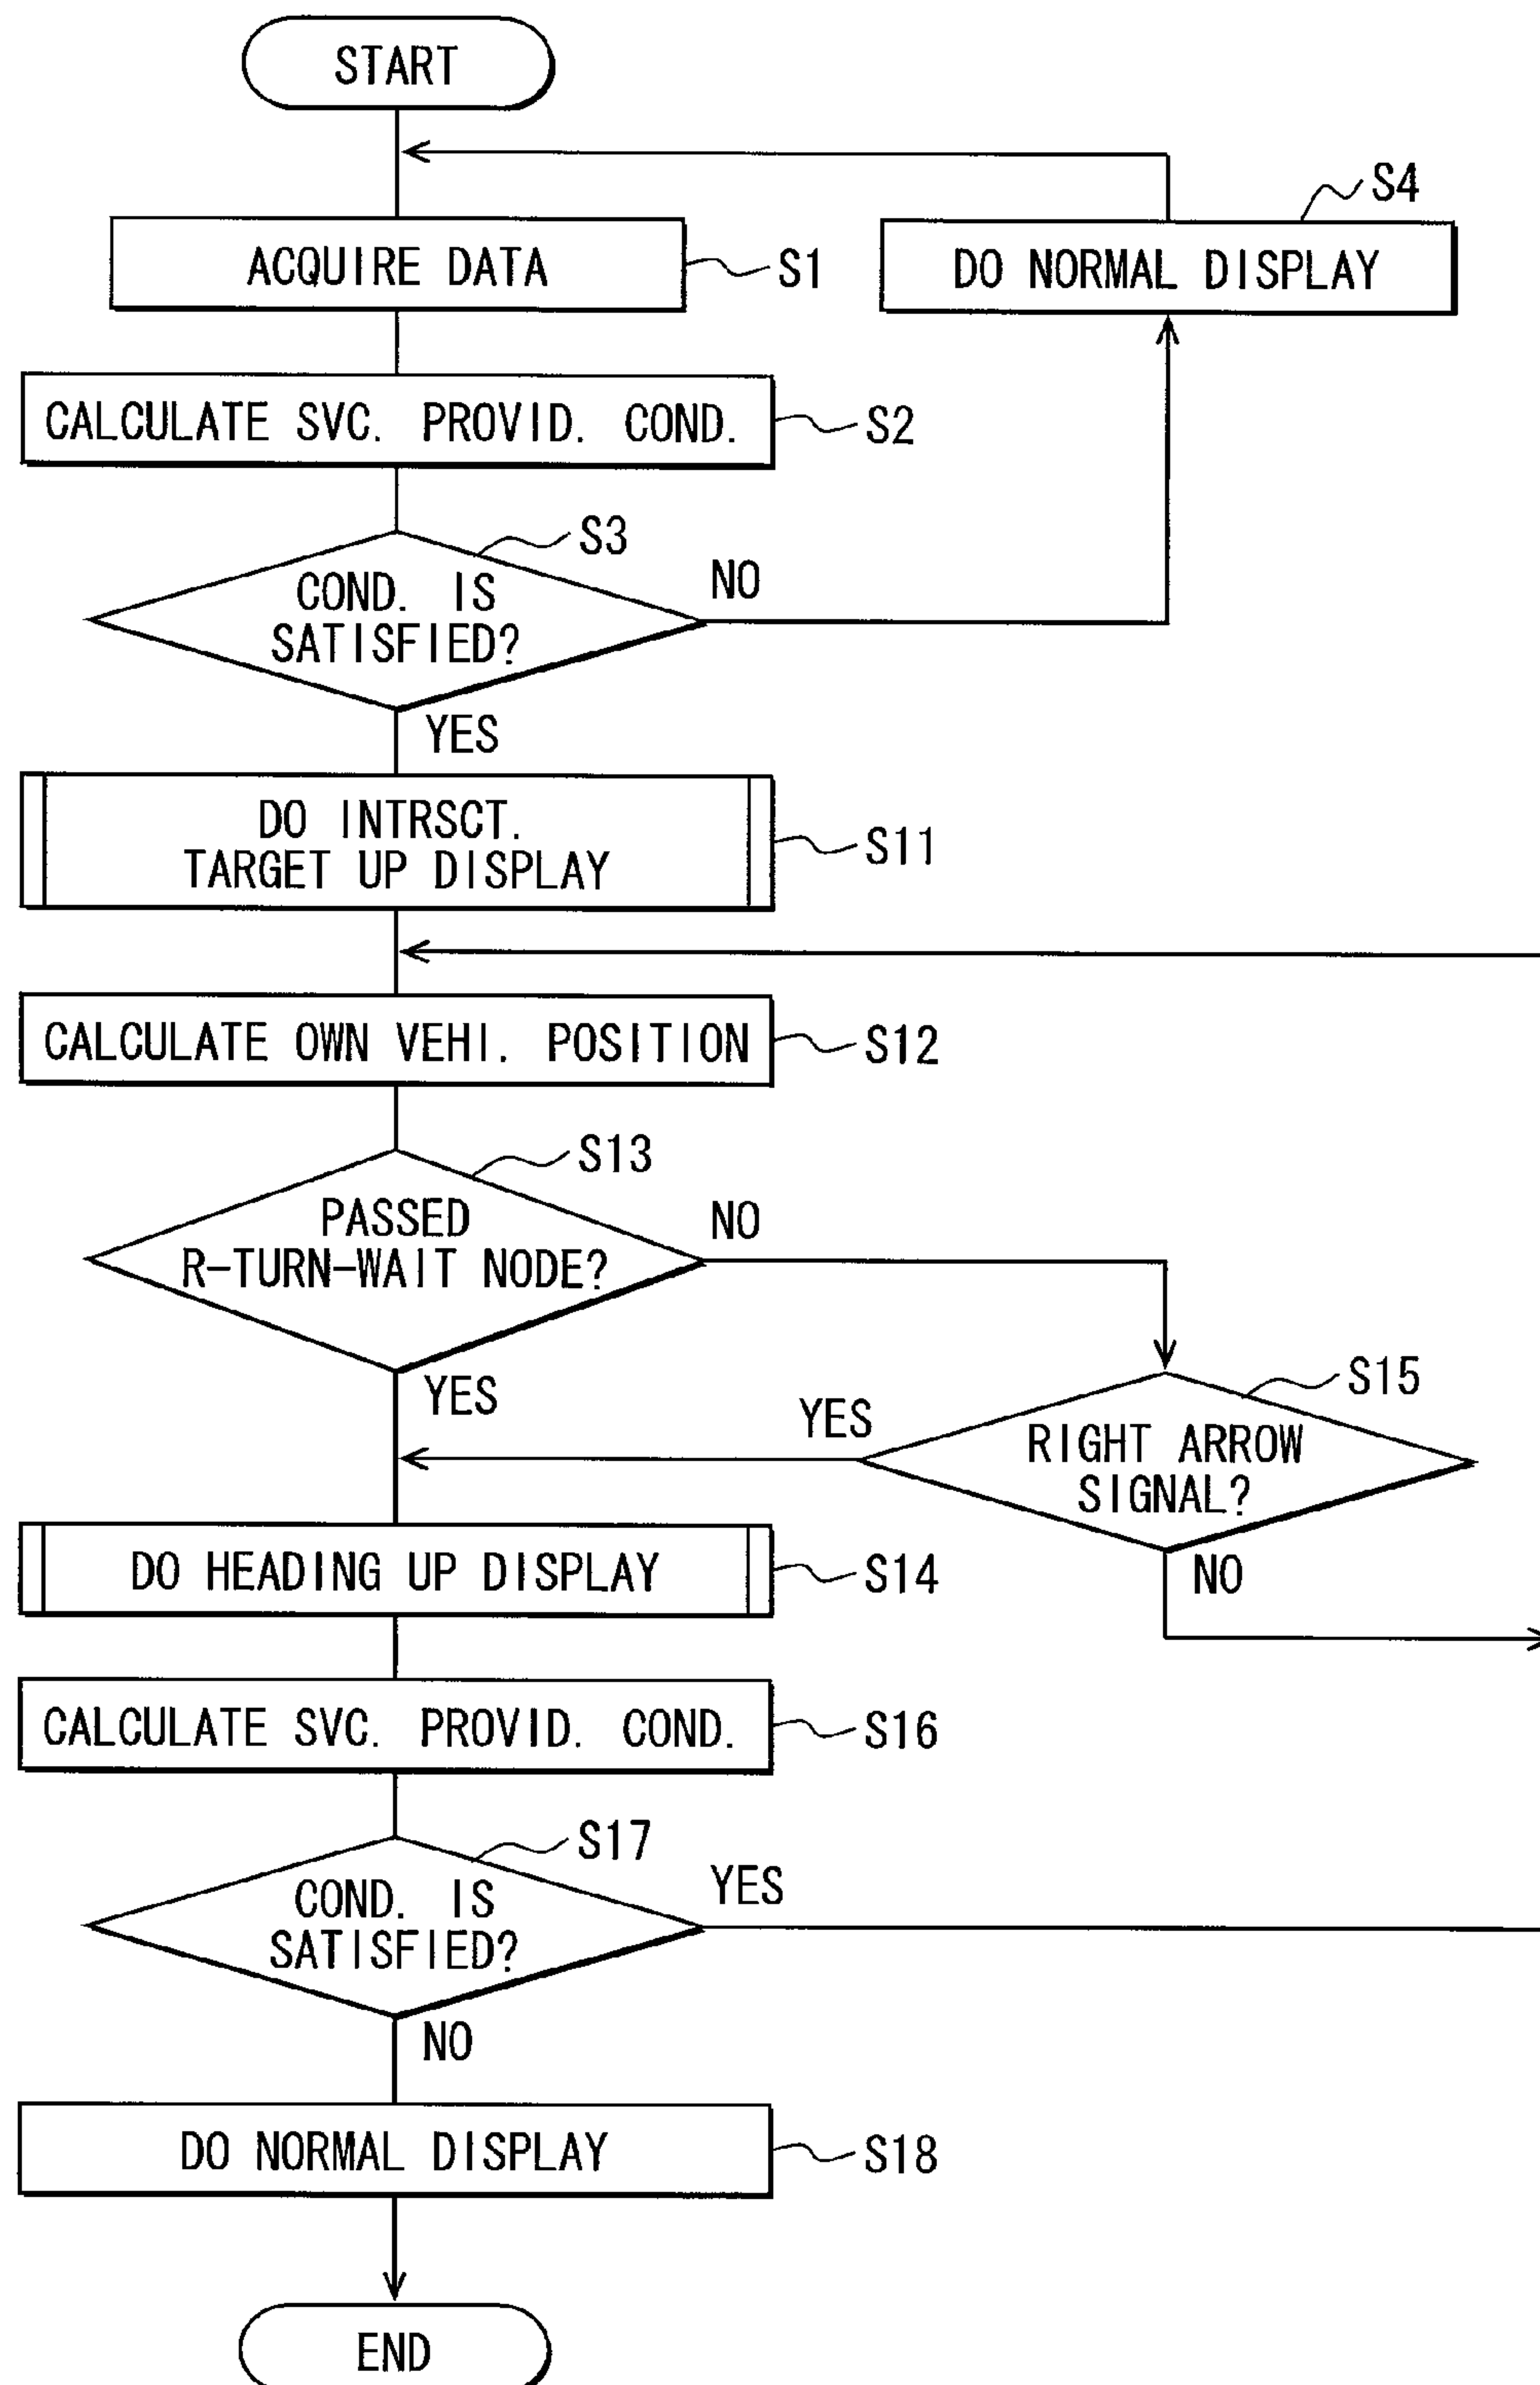 START
S4
ACQUIRE DATA
S1
DO NORMAL DISPLAY
CALCULATE SVC. PROVID. COND.
S2
S3
COND. IS
SATISFIED?
NO
YES
DO INTRSCT.
TARGET UP DISPLAY
S11
CALCULATE OWN VEHI. POSITION
S12
S13
PASSED
R-TURN-WAIT NODE?
NO
YES
S15
YES
RIGHT ARROW
SIGNAL?
NO
DO HEADING UP DISPLAY
S14
CALCULATE SVC. PROVID. COND.
S16
S17
COND. IS
SATISFIED?
YES
NO
DO NORMAL DISPLAY
S18
END